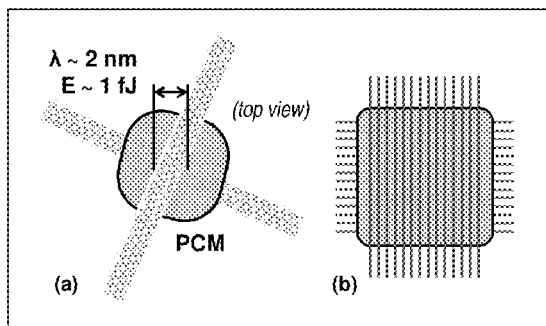 λ ~ 2 nm
E ~ 1 fJ
(top view)
PCM
(a)
(b)